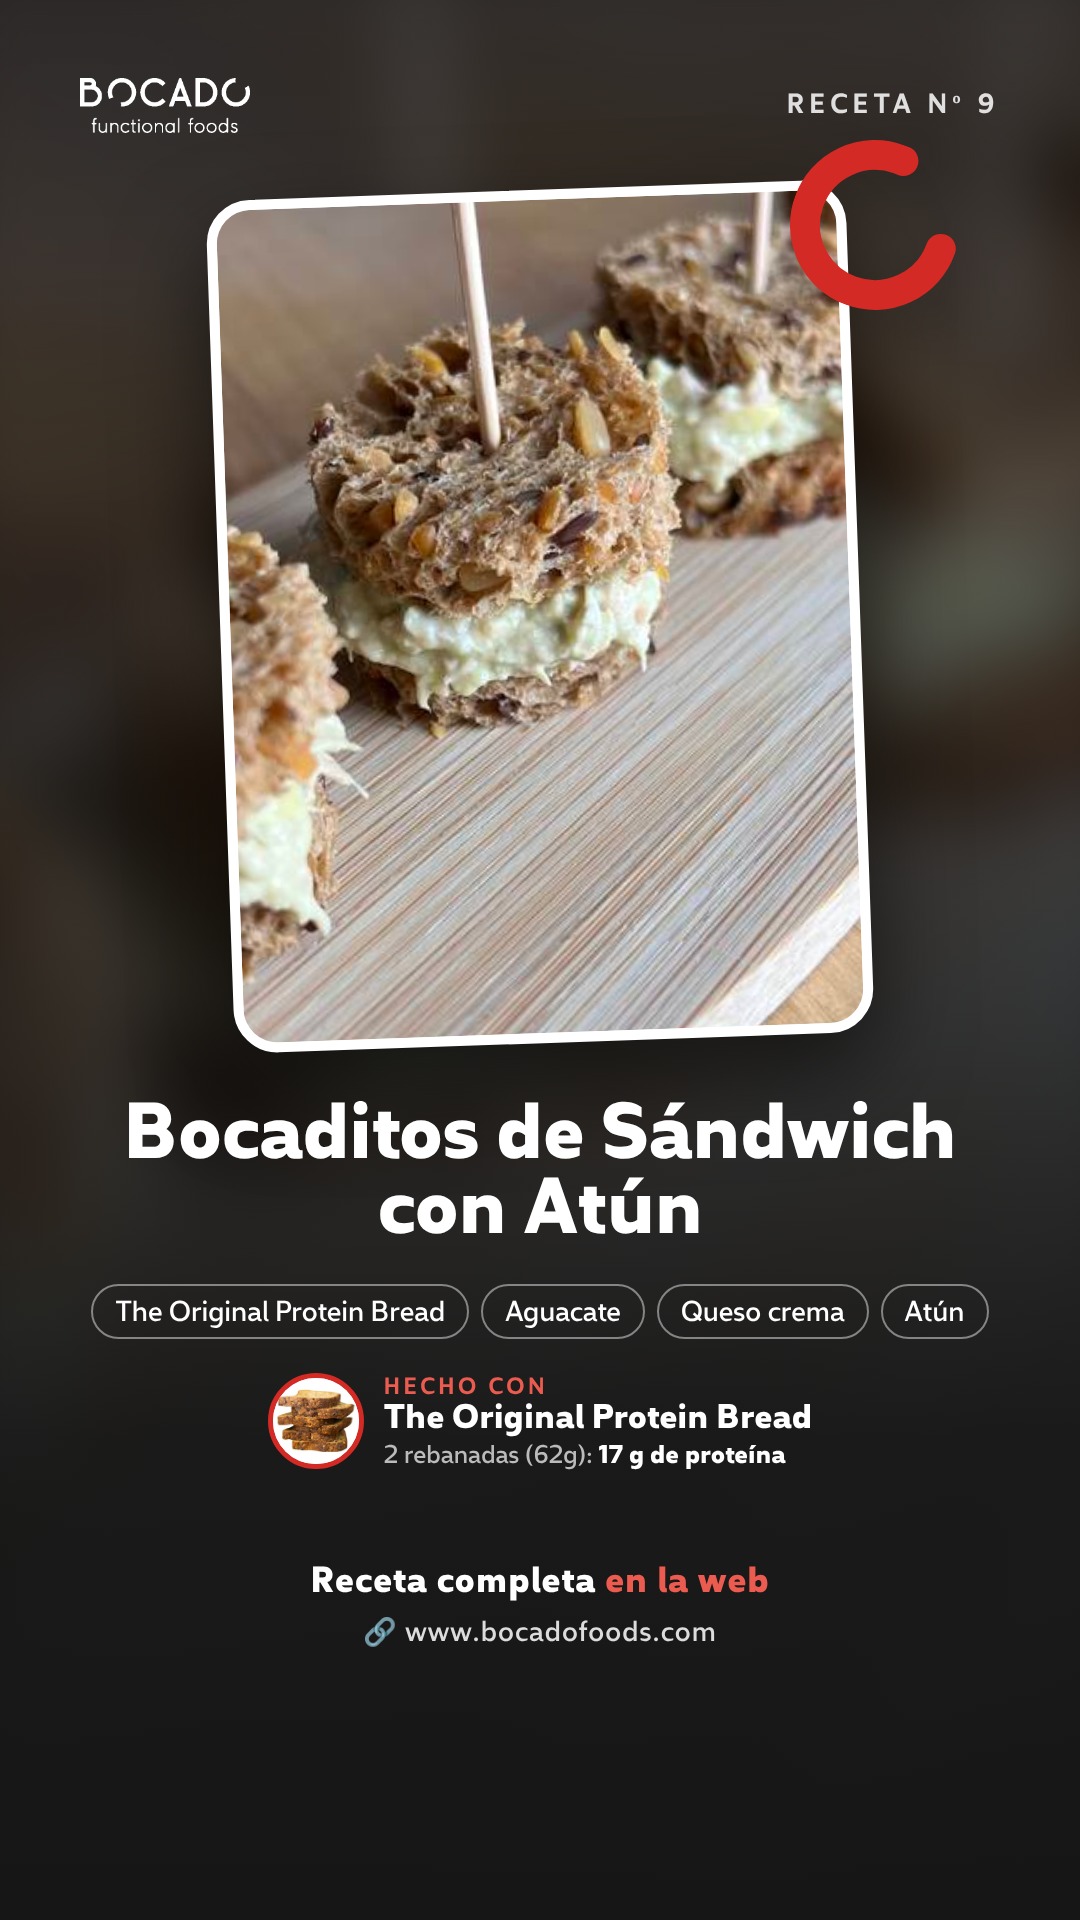 BOCADO
functional foods
RECETA Nº 9
Bocaditos de Sándwich
con Atún
The Original Protein Bread
Aguacate
Queso crema
Atún
HECHO CON
The Original Protein Bread
2 rebanadas (62g): 17 g de proteína
Receta completa en la web
🔗 www.bocadofoods.com